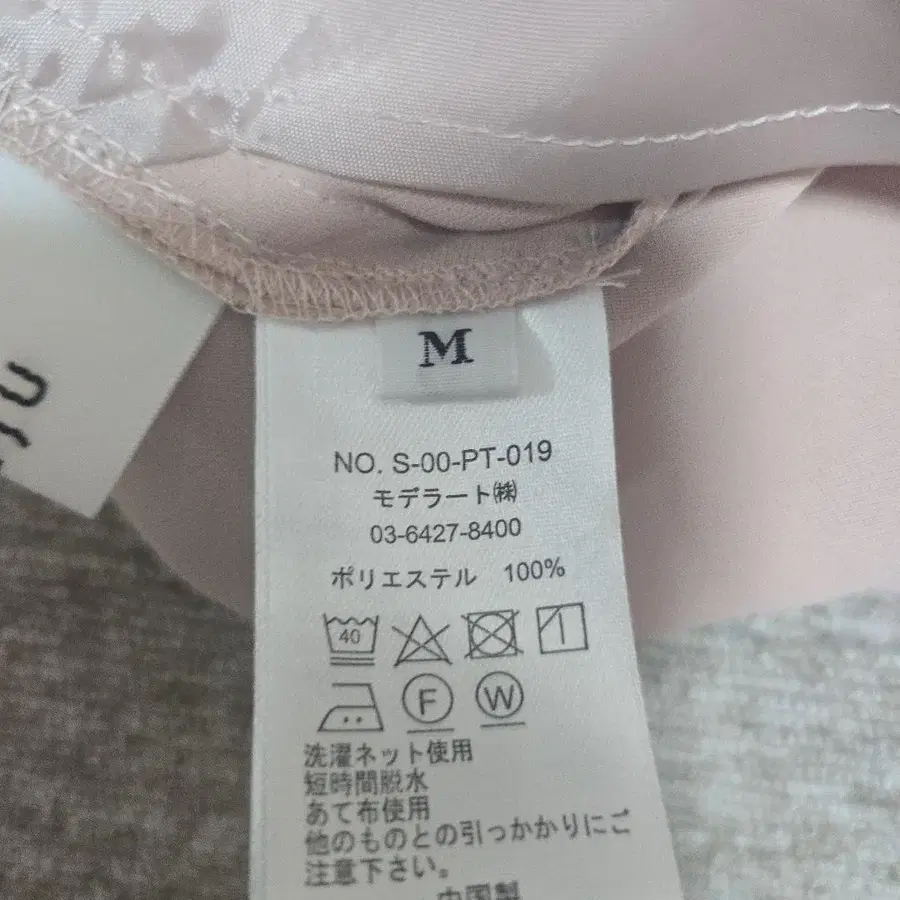 M
NO. S-00-PT-019
モデラート㈱
03-6427-8400
ポリエステル 100%
40
F W
洗濯ネット使用
短時間脱水
あて布使用
他のものとの引っかかりにご
注意下さい。
中国製